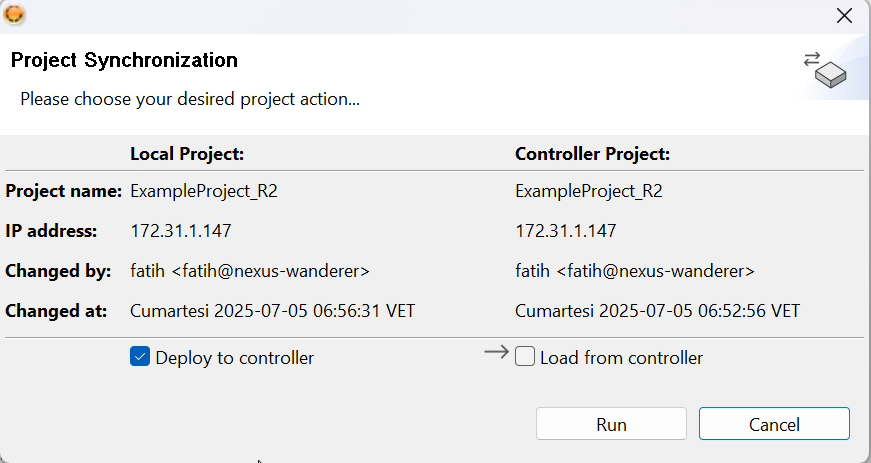 Project Synchronization
Please choose your desired project action...
Local Project: Controller Project:
Project name: ExampleProject_R2 ExampleProject_R2
IP address: 172.31.1.147 172.31.1.147
Changed by: fatih <fatih@nexus-wanderer> fatih <fatih@nexus-wanderer>
Changed at: Cumartesi 2025-07-05 06:56:31 VET Cumartesi 2025-07-05 06:52:56 VET
Deploy to controller Load from controller
Run Cancel